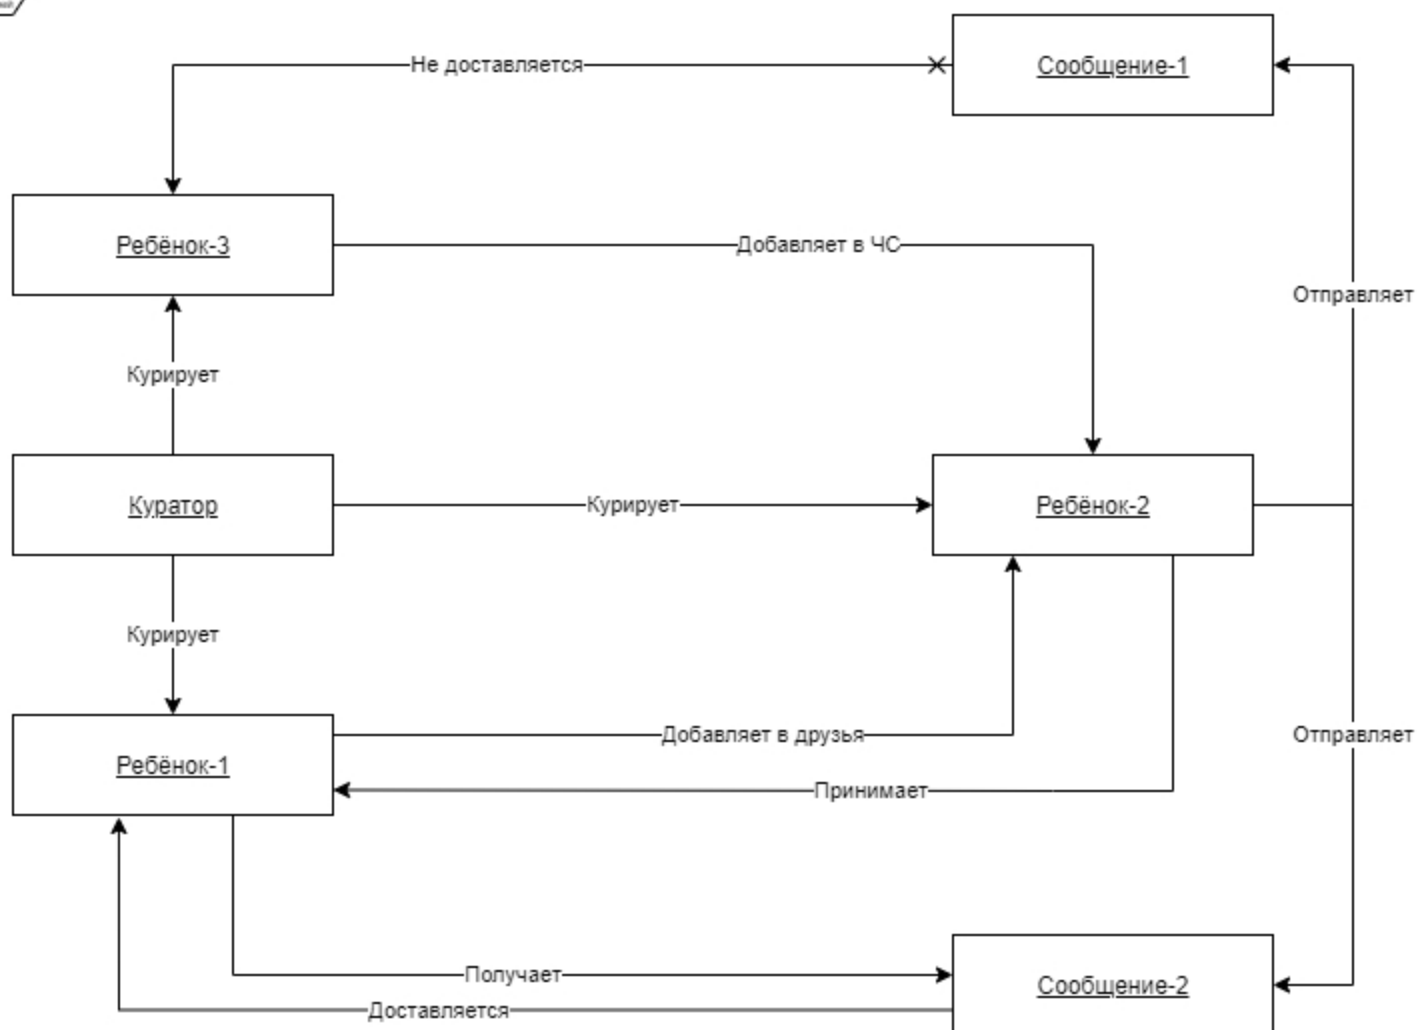 Не доставляется
Сообщение-1
Ребёнок-3
Добавляет в ЧС
Отправляет
Курирует
Куратор
Курирует
Ребёнок-2
Курирует
Добавляет в друзья
Отправляет
Ребёнок-1
Принимает
Получает
Сообщение-2
Доставляется